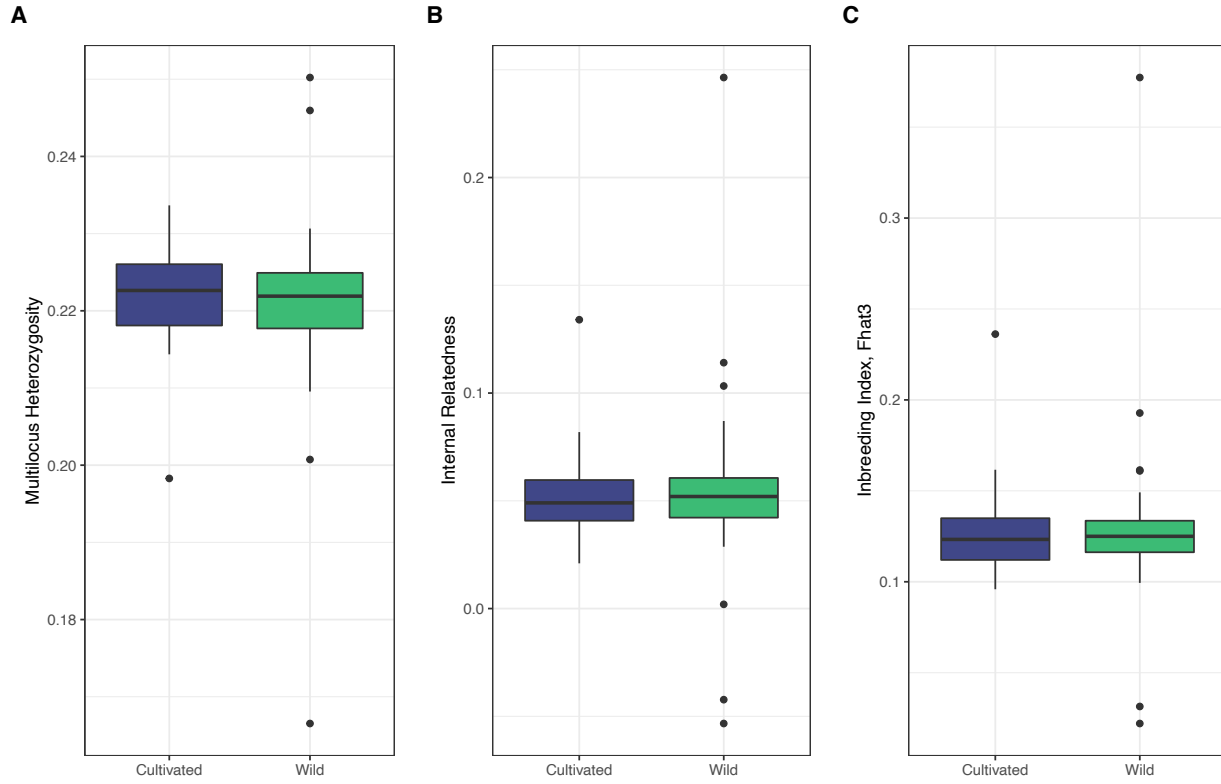 A
B
C
Multilocus Heterozygosity
0.24
0.22
0.20
0.18
Cultivated
Wild
Internal Relatedness
0.2
0.1
0.0
Cultivated
Wild
Inbreeding Index, Fhat3
0.3
0.2
0.1
Cultivated
Wild